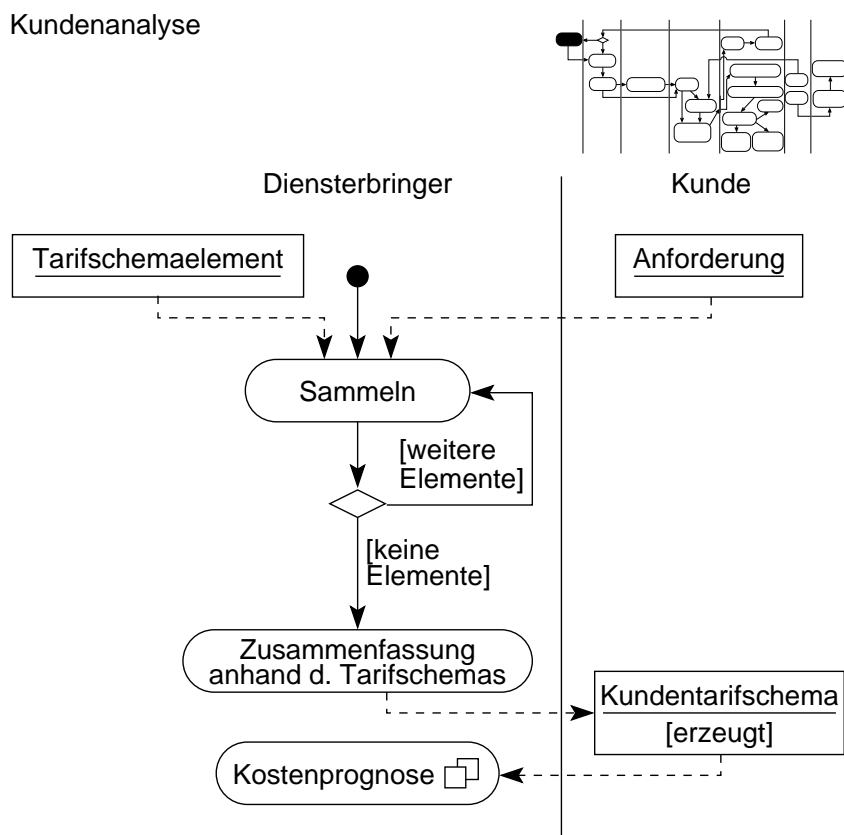 Kundenanalyse
Diensterbringer
Kunde
Tarifschemaelement
Anforderung
Sammeln
[weitere
Elemente]
[keine
Elemente]
Zusammenfassung
anhand d. Tarifschemas
Kundentarifschema
[erzeugt]
Kostenprognose